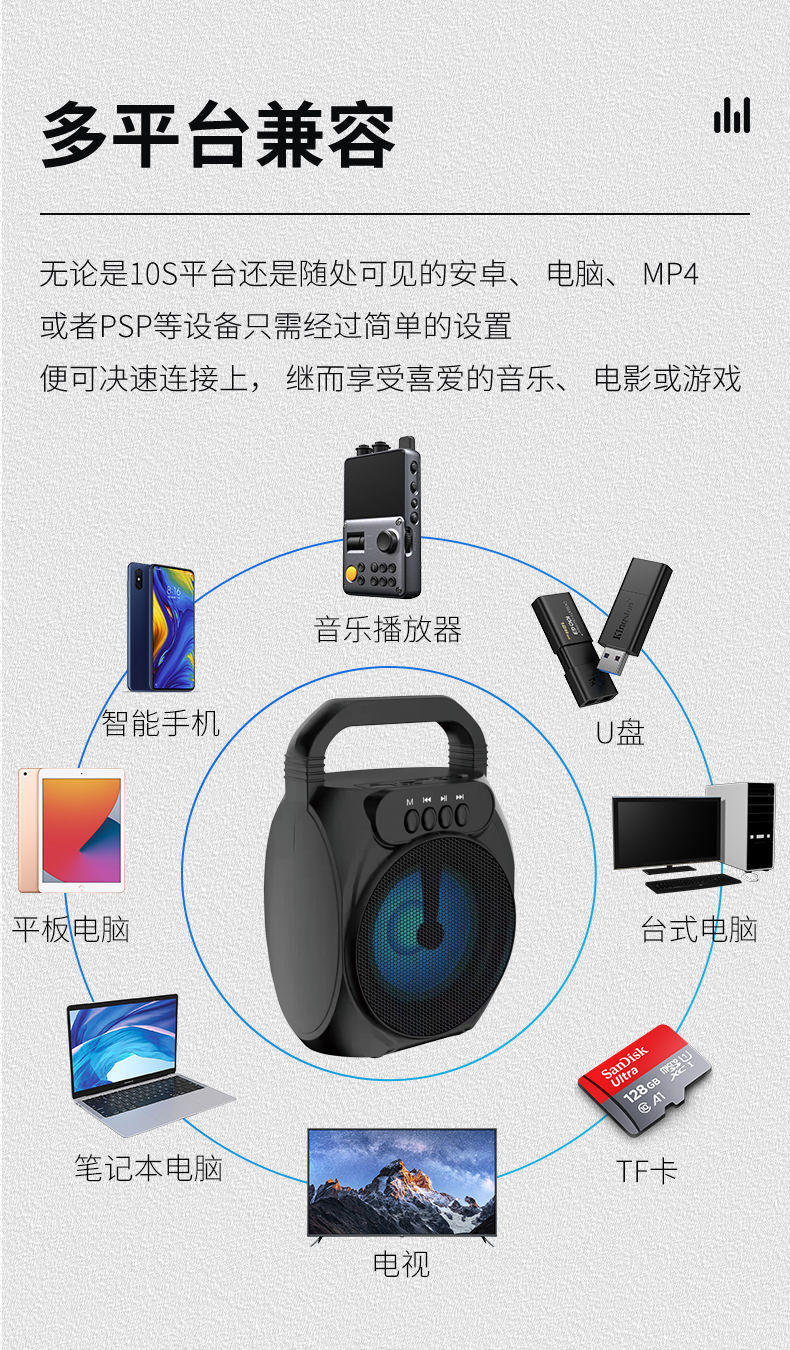 多平台兼容
无论是10S平台还是随处可见的安卓、 电脑、 MP4
或者PSP等设备只需经过简单的设置
便可决速连接上， 继而享受喜爱的音乐、 电影或游戏
音乐播放器
8:16
智能手机
Kingston
U盘
M
平板电脑
台式电脑
SanDisk
Ultra
128GB
microSD XC I
U1
A1
笔记本电脑
TF卡
电视